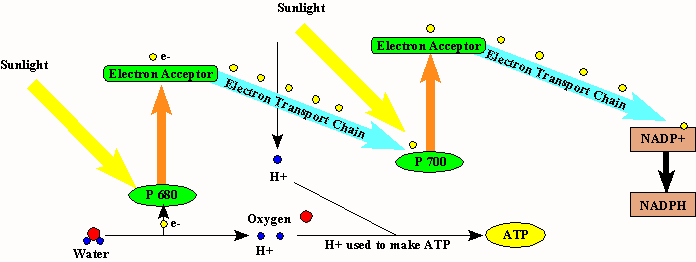 Sunlight
Sunlight
e-
Electron Acceptor
Electron Transport Chain
P 680
e-
Water
Oxygen
H+
H+
H+ used to make ATP
ATP
P 700
Electron Acceptor
Electron Transport Chain
NADP+
NADPH